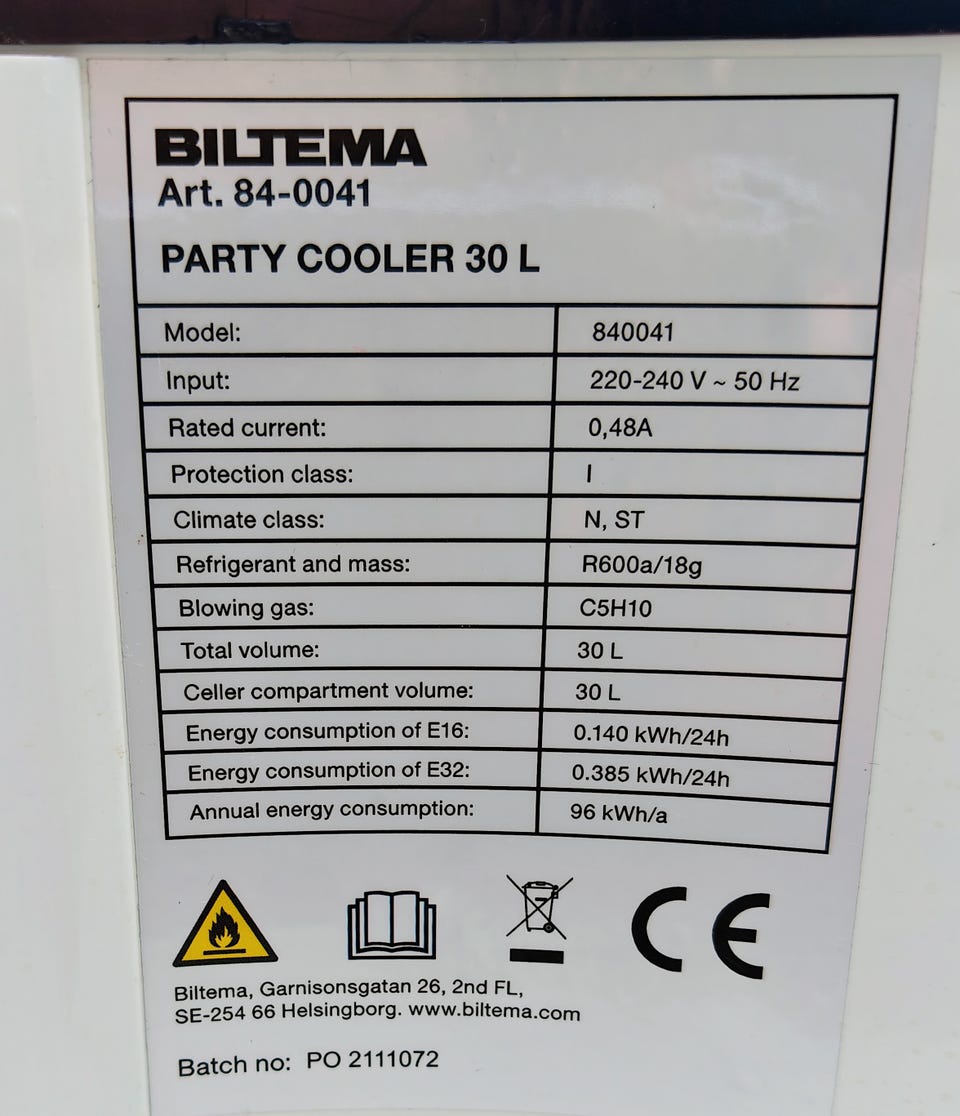 BILTEMA
Art. 84-0041
PARTY COOLER 30 L
Model: 840041
Input: 220-240 V ~ 50 Hz
Rated current: 0,48A
Protection class: I
Climate class: N, ST
Refrigerant and mass: R600a/18g
Blowing gas: C5H10
Total volume: 30 L
Celler compartment volume: 30 L
Energy consumption of E16: 0.140 kWh/24h
Energy consumption of E32: 0.385 kWh/24h
Annual energy consumption: 96 kWh/a
CE
Biltema, Garnisonsgatan 26, 2nd FL,
SE-254 66 Helsingborg. www.biltema.com
Batch no: PO 2111072